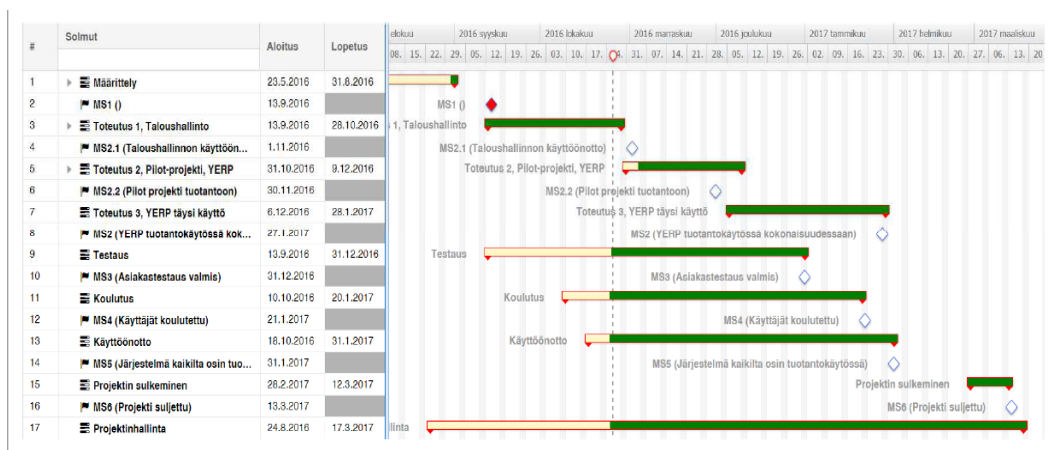 # Solmut Aloitus Lopetus
elokuu 2016 syyskuu 2016 lokakuu 2016 marraskuu 2016 joulukuu 2017 tammikuu 2017 helmikuu 2017 maaliskuu
08. 15. 22. 29. 05. 12. 19. 26. 03. 10. 17. 4. 31. 07. 14. 21. 28. 05. 12. 19. 26. 02. 09. 16. 23. 30. 06. 13. 20. 27. 06. 13. 20
1 Määrittely 23.5.2016 31.8.2016
2 MS1 () 13.9.2016 MS1 ()
3 Toteutus 1, Taloushallinto 13.9.2016 28.10.2016 1, Taloushallinto
4 MS2.1 (Taloushallinnon käyttöön... 1.11.2016 MS2.1 (Taloushallinnon käyttöönotto)
5 Toteutus 2, Pilot-projekti, YERP 31.10.2016 9.12.2016 Toteutus 2, Pilot-projekti, YERP
6 MS2.2 (Pilot projekti tuotantoon) 30.11.2016 MS2.2 (Pilot projekti tuotantoon)
7 Toteutus 3, YERP täysi käyttö 6.12.2016 28.1.2017 Toteutus 3, YERP täysi käyttö
8 MS2 (YERP tuotantokäytössä kok... 27.1.2017 MS2 (YERP tuotantokäytössä kokonaisuudessaan)
9 Testaus 13.9.2016 31.12.2016 Testaus
10 MS3 (Asiakastestaus valmis) 31.12.2016 MS3 (Asiakastestaus valmis)
11 Koulutus 10.10.2016 20.1.2017 Koulutus
12 MS4 (Käyttäjät koulutettu) 21.1.2017 MS4 (Käyttäjät koulutettu)
13 Käyttöönotto 18.10.2016 31.1.2017 Käyttöönotto
14 MS5 (Järjestelmä kaikilta osin tuo... 31.1.2017 MS5 (Järjestelmä kaikilta osin tuotantokäytössä)
15 Projektin sulkeminen 28.2.2017 12.3.2017 Projektin sulkeminen
16 MS6 (Projekti suljettu) 13.3.2017 MS6 (Projekti suljettu)
17 Projektinhallinta 24.8.2016 17.3.2017 linta